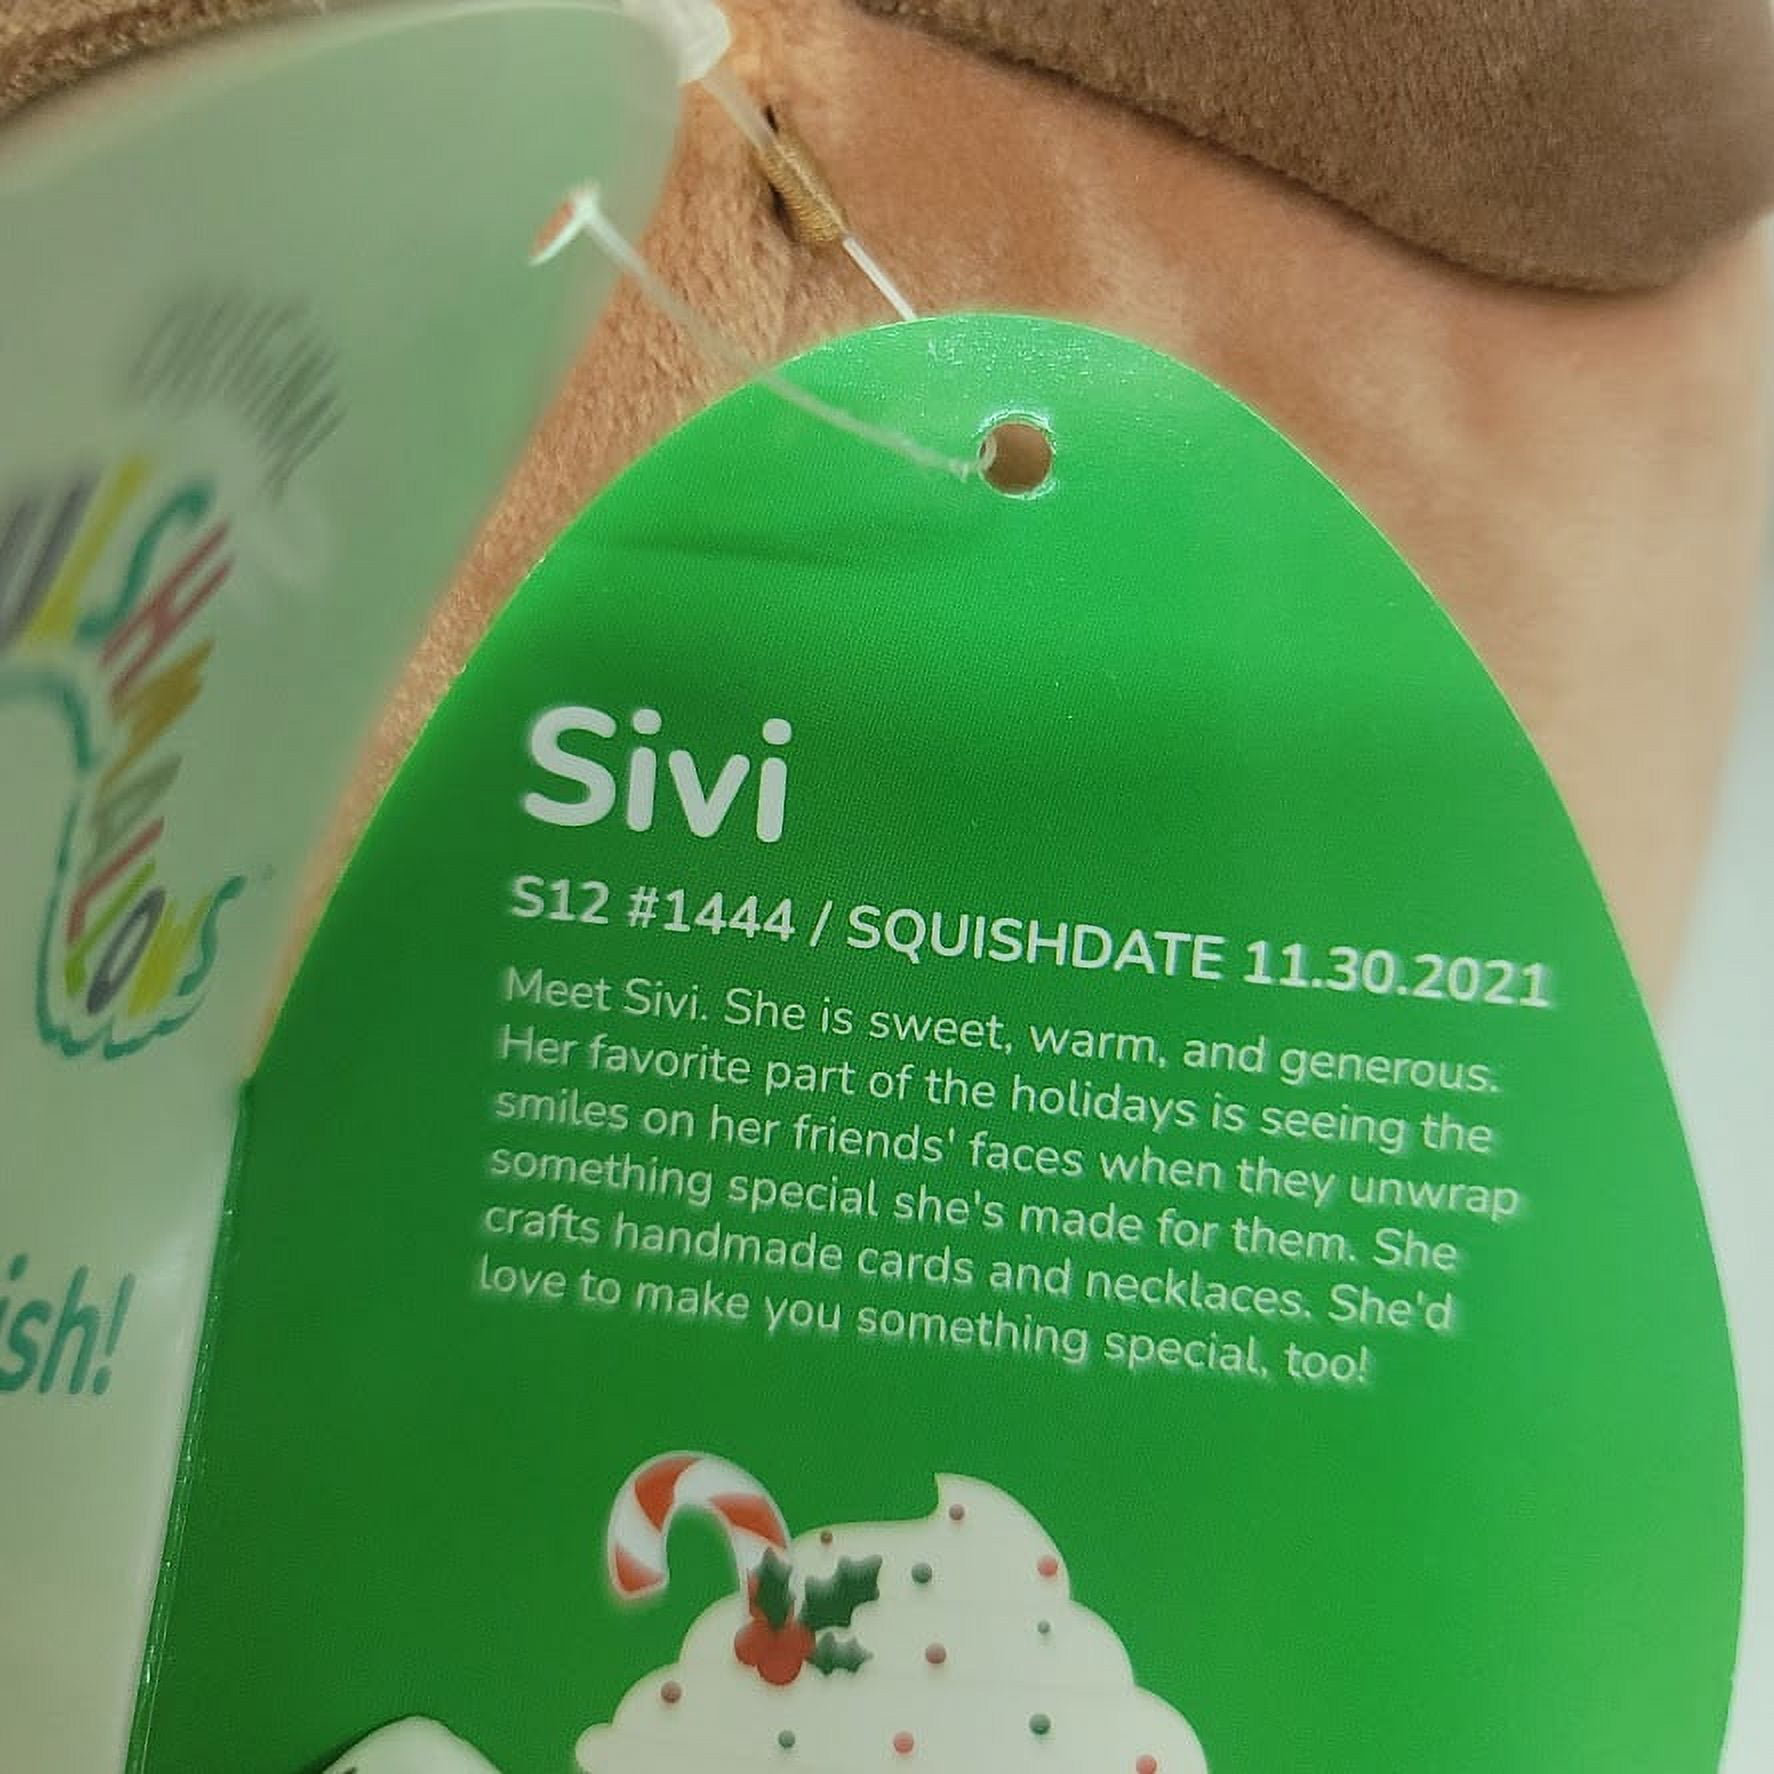 ORIGINAL
SQUISHMALLOWS
ish!
Sivi
S12 #1444 / SQUISHDATE 11.30.2021
Meet Sivi. She is sweet, warm, and generous.
Her favorite part of the holidays is seeing the
smiles on her friends' faces when they unwrap
something special she's made for them. She
crafts handmade cards and necklaces. She'd
love to make you something special, too!